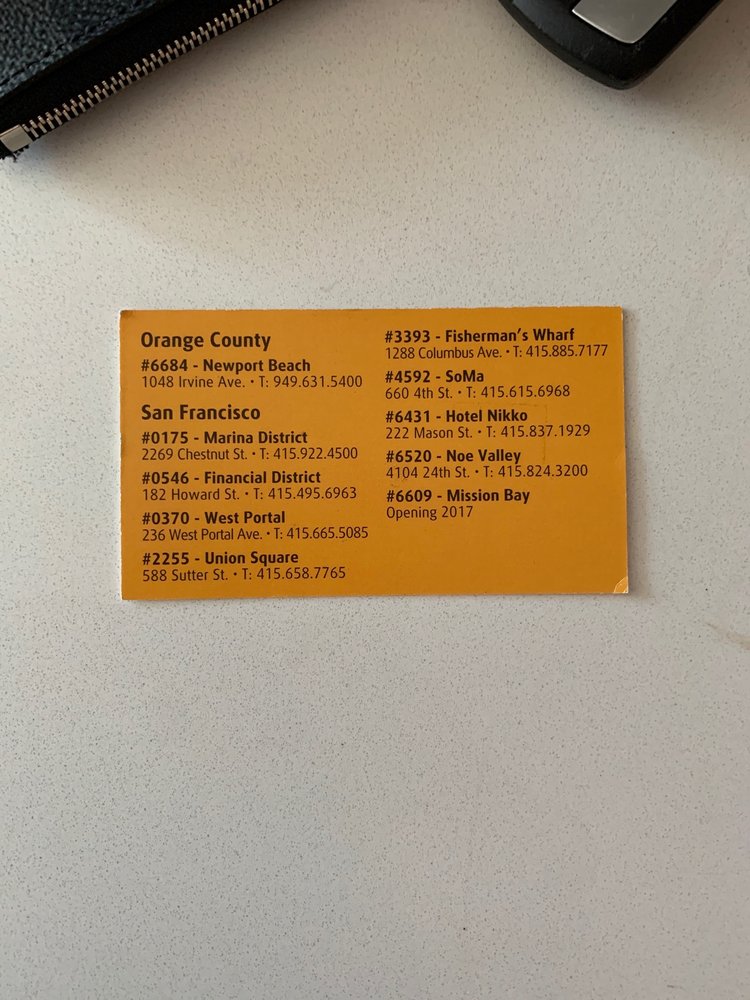 Orange County
#6684 - Newport Beach
1048 Irvine Ave. • T: 949.631.5400
San Francisco
#0175 - Marina District
2269 Chestnut St. • T: 415.922.4500
#0546 - Financial District
182 Howard St. • T: 415.495.6963
#0370 - West Portal
236 West Portal Ave. • T: 415.665.5085
#2255 - Union Square
588 Sutter St. • T: 415.658.7765
#3393 - Fisherman's Wharf
1288 Columbus Ave. • T: 415.885.7177
#4592 - SoMa
660 4th St. • T: 415.615.6968
#6431 - Hotel Nikko
222 Mason St. • T: 415.837.1929
#6520 - Noe Valley
4104 24th St. • T: 415.824.3200
#6609 - Mission Bay
Opening 2017